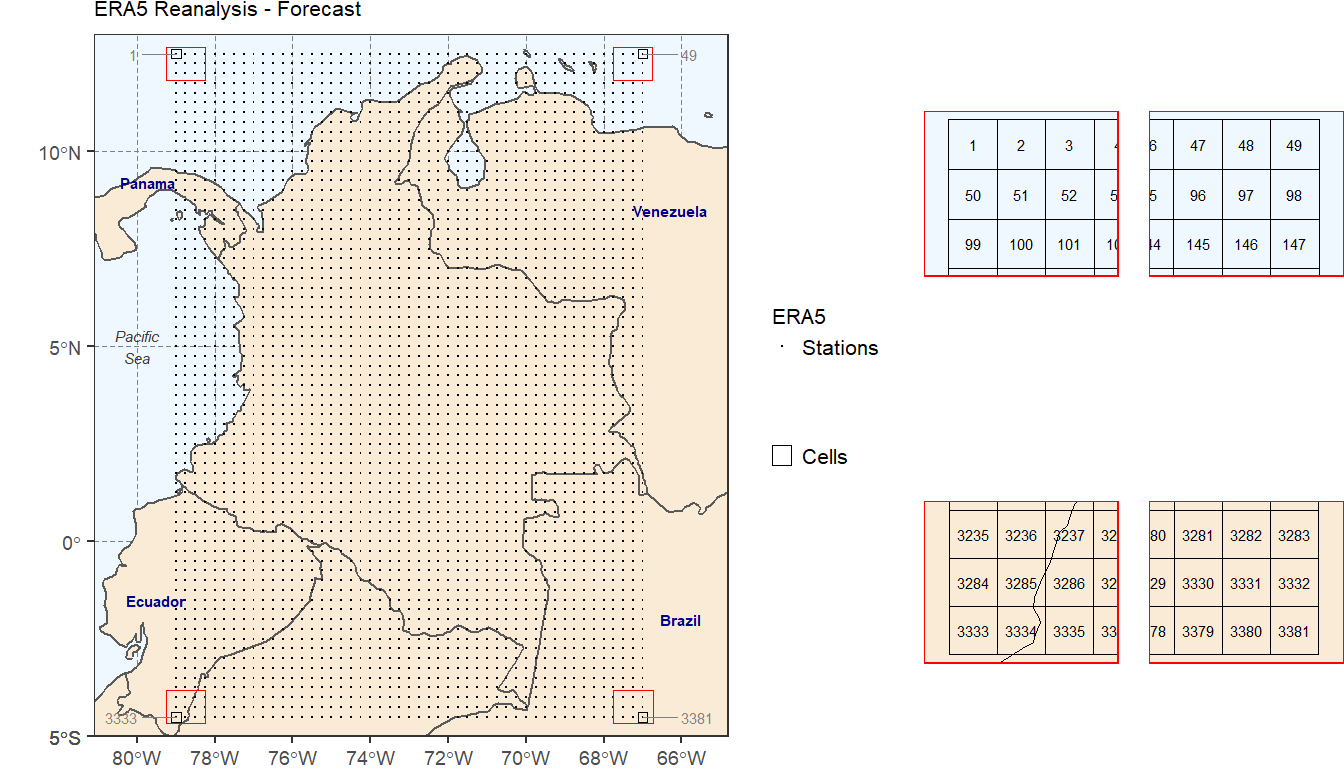 ERA5 Reanalysis - Forecast
1
49
10°N
Panama
Venezuela
5°N
Pacific
Sea
0°
Ecuador
Brazil
3333
3381
5°S
80°W 78°W 76°W 74°W 72°W 70°W 68°W 66°W
1 2 3
50 51 52 5
99 100 101 10
6 47 48 49
5 96 97 98
44 145 146 147
ERA5
Stations
Cells
3235 3236 3237 32
3284 3285 3286 32
3333 3334 3335 33
80 3281 3282 3283
29 3330 3331 3332
78 3379 3380 3381